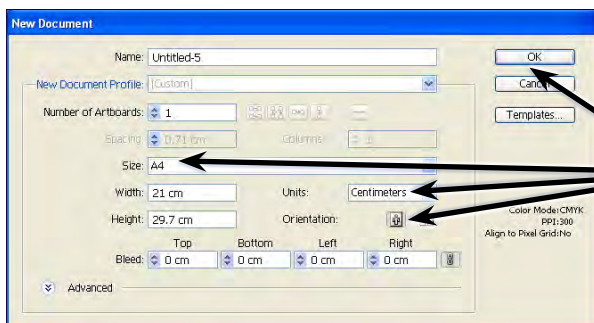 New Document
Name: Untitled-5
OK
New Document Profile: [Custom]
Cancel
Number of Artboards: 1
Templates...
Spacing: 0.71 cm Columns: 1
Size: A4
Width: 21 cm Units: Centimeters
Height: 29.7 cm Orientation:
Color Mode:CMYK
PPI:300
Align to Pixel Grid:No
Top Bottom Left Right
Bleed: 0 cm 0 cm 0 cm 0 cm
Advanced